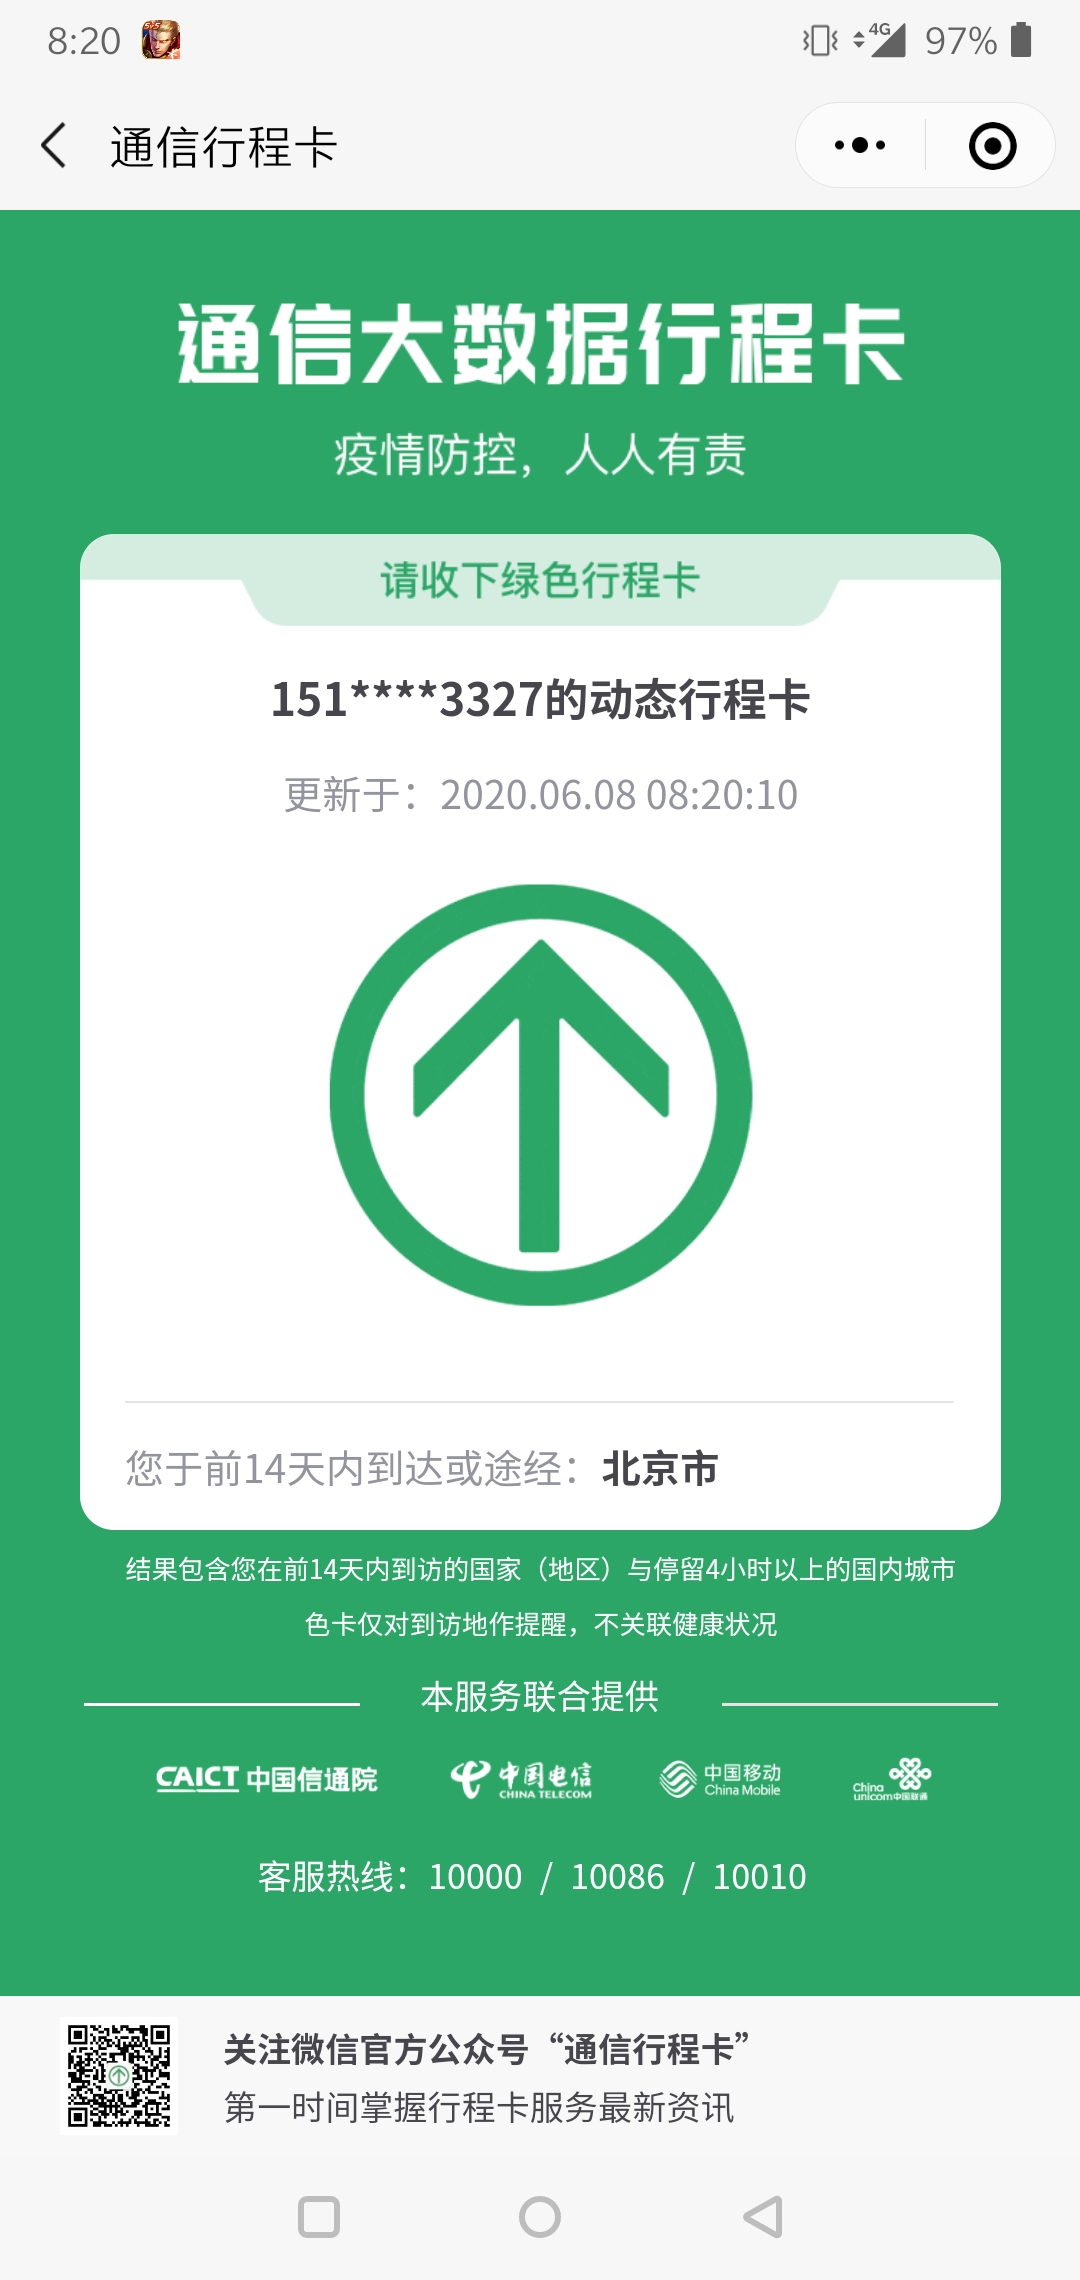 8:20
4G
97%
通信行程卡
通信大数据行程卡
疫情防控，人人有责
请收下绿色行程卡
151****3327的动态行程卡
更新于：2020.06.08 08:20:10
您于前14天内到达或途经：北京市
结果包含您在前14天内到访的国家（地区）与停留4小时以上的国内城市
色卡仅对到访地作提醒，不关联健康状况
本服务联合提供
CAICT 中国信通院
中国电信
CHINA TELECOM
中国移动
China Mobile
China
unicom中国联通
客服热线：10000 / 10086 / 10010
关注微信官方公众号“通信行程卡”
第一时间掌握行程卡服务最新资讯